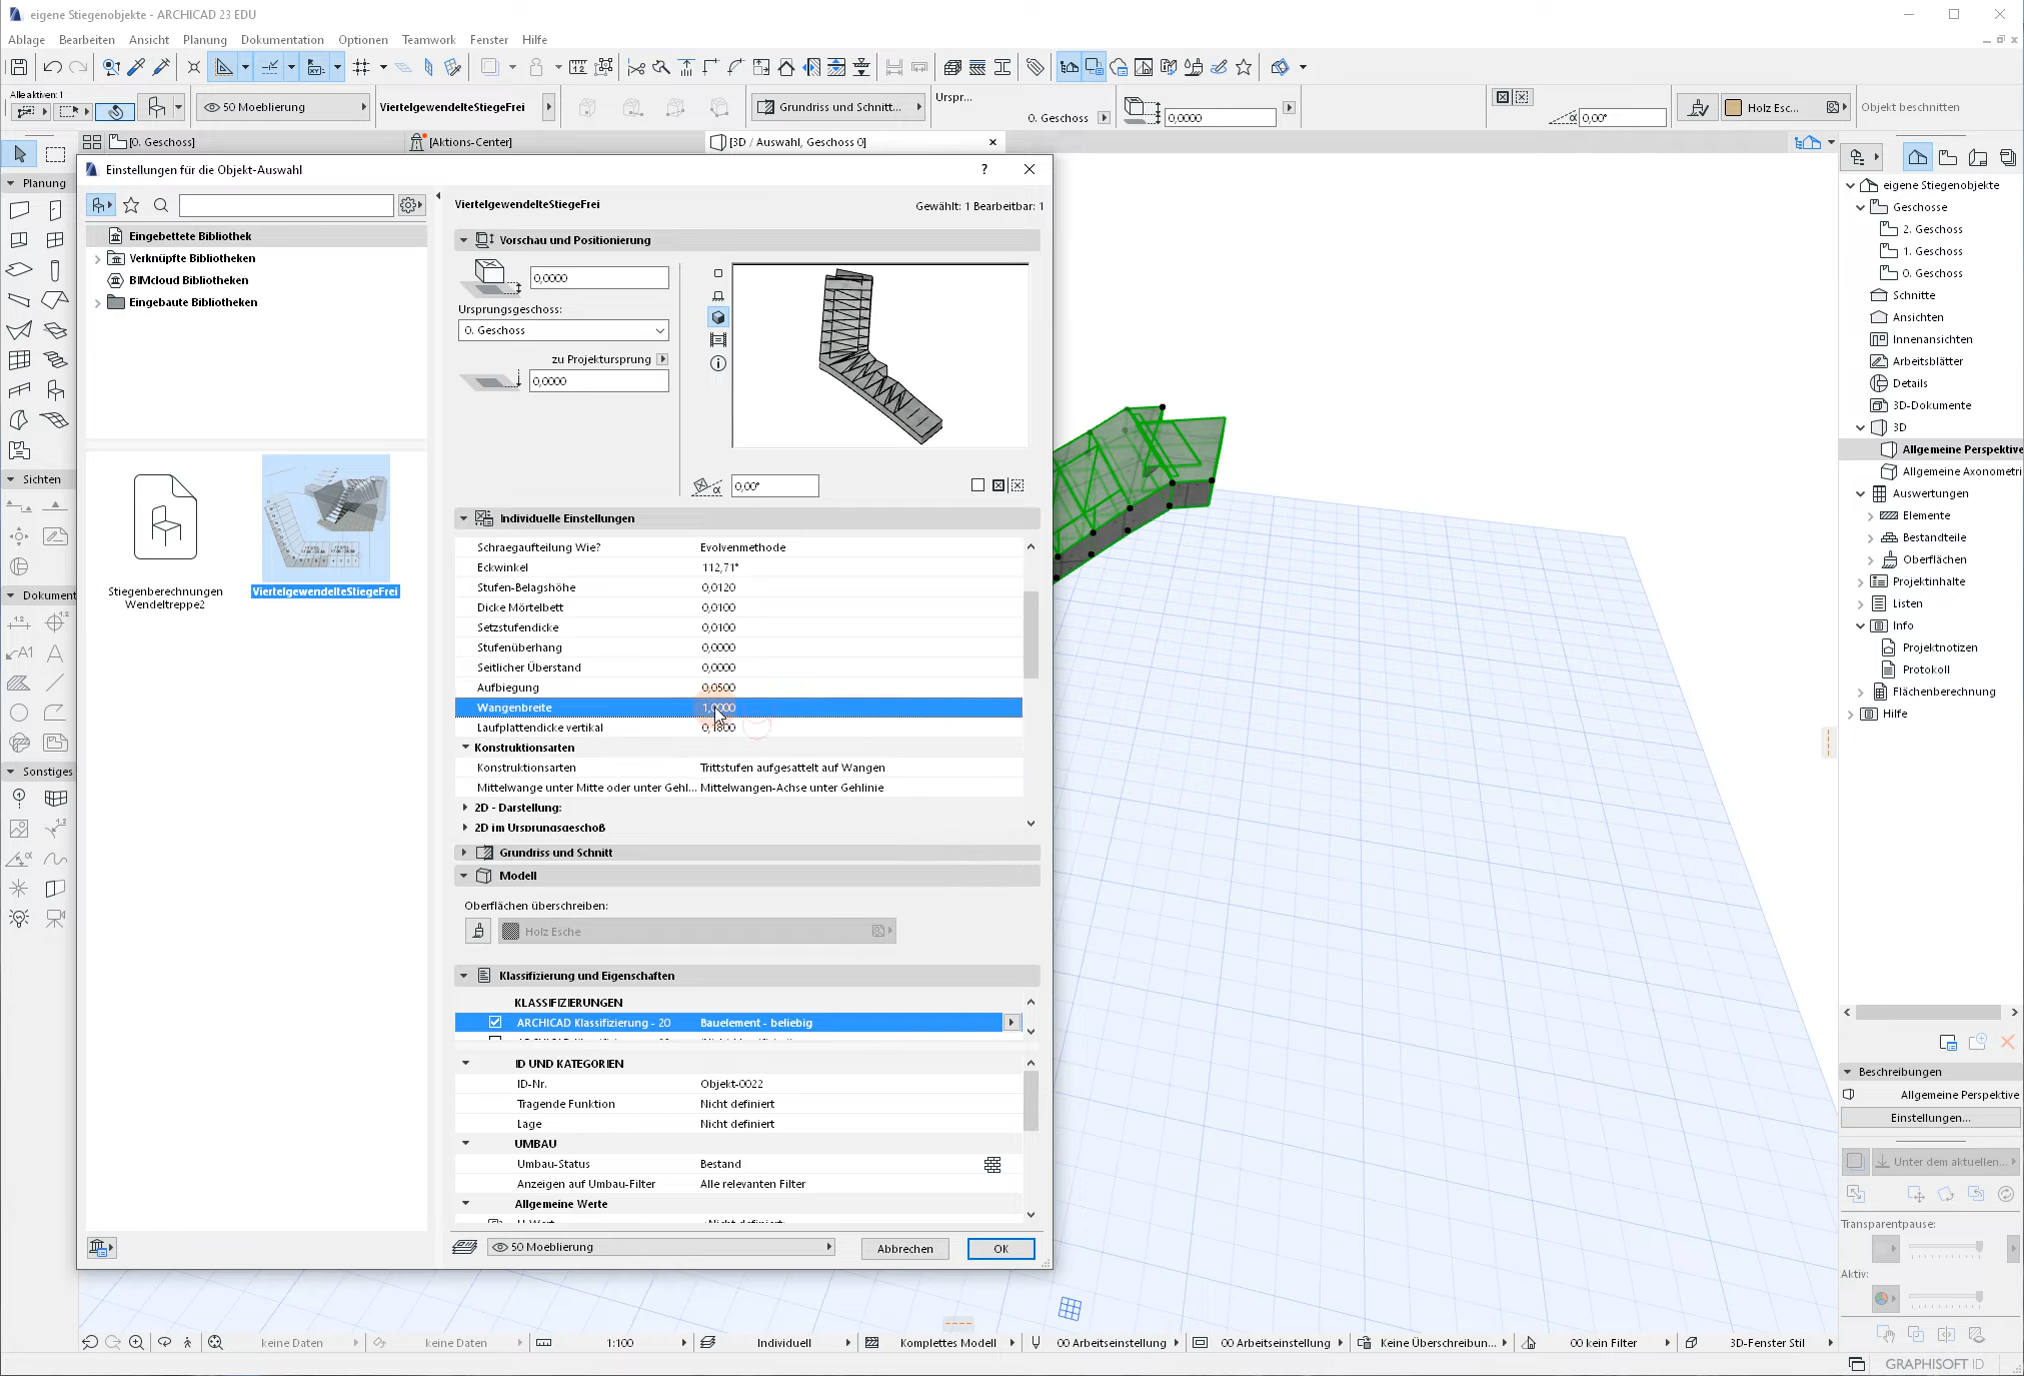 eigene Stiegenobjekte - ARCHICAD 23 EDU
Ablage Bearbeiten Ansicht Planung Dokumentation Optionen Teamwork Fenster Hilfe
Alle aktiven: 1
50 Moeblierung
ViertelgewendelteStiegeFrei
Grundriss und Schnitt...
Urspr...
0. Geschoss
0,0000
0,00°
Holz Esc...
Objekt beschnitten
[0. Geschoss]
[Aktions-Center]
[3D / Auswahl, Geschoss 0]
Planung
Sichten
Dokument
Sonstiges
Einstellungen für die Objekt-Auswahl
?
Eingebettete Bibliothek
Verknüpfte Bibliotheken
BIMcloud Bibliotheken
Eingebaute Bibliotheken
Stiegenberechnungen
Wendeltreppe2
ViertelgewendelteStiegeFrei
ViertelgewendelteStiegeFrei
Gewählt: 1 Bearbeitbar: 1
Vorschau und Positionierung
0,0000
Ursprungsgeschoss:
0. Geschoss
zu Projektursprung
0,0000
0,00°
Individuelle Einstellungen
Schraegaufteilung Wie? Evolvenmethode
Eckwinkel 112,71°
Stufen-Belagshöhe 0,0120
Dicke Mörtelbett 0,0100
Setzstufendicke 0,0100
Stufenüberhang 0,0000
Seitlicher Überstand 0,0000
Aufbiegung 0,0500
Wangenbreite 1,0000
Laufplattendicke vertikal 0,1800
Konstruktionsarten
Konstruktionsarten Trittstufen aufgesattelt auf Wangen
Mittelwange unter Mitte oder unter Gehl... Mittelwangen-Achse unter Gehlinie
2D - Darstellung:
2D im Ursprungsgeschoß
Grundriss und Schnitt
Modell
Oberflächen überschreiben:
Holz Esche
Klassifizierung und Eigenschaften
KLASSIFIZIERUNGEN
ARCHICAD Klassifizierung - 20 Bauelement - beliebig
ID UND KATEGORIEN
ID-Nr. Objekt-0022
Tragende Funktion Nicht definiert
Lage Nicht definiert
UMBAU
Umbau-Status Bestand
Anzeigen auf Umbau-Filter Alle relevanten Filter
Allgemeine Werte
50 Moeblierung
Abbrechen
OK
eigene Stiegenobjekte
Geschosse
2. Geschoss
1. Geschoss
0. Geschoss
Schnitte
Ansichten
Innenansichten
Arbeitsblätter
Details
3D-Dokumente
3D
Allgemeine Perspektive
Allgemeine Axonometri
Auswertungen
Elemente
Bestandteile
Oberflächen
Projektinhalte
Listen
Info
Projektnotizen
Protokoll
Flächenberechnung
Hilfe
Beschreibungen
Allgemeine Perspektive
Einstellungen...
Unter dem aktuellen...
Transparentpause:
Aktiv:
keine Daten
keine Daten
1:100
Individuell
Komplettes Modell
00 Arbeitseinstellung
00 Arbeitseinstellung
Keine Überschreibun...
00 kein Filter
3D-Fenster Stil
GRAPHISOFT ID